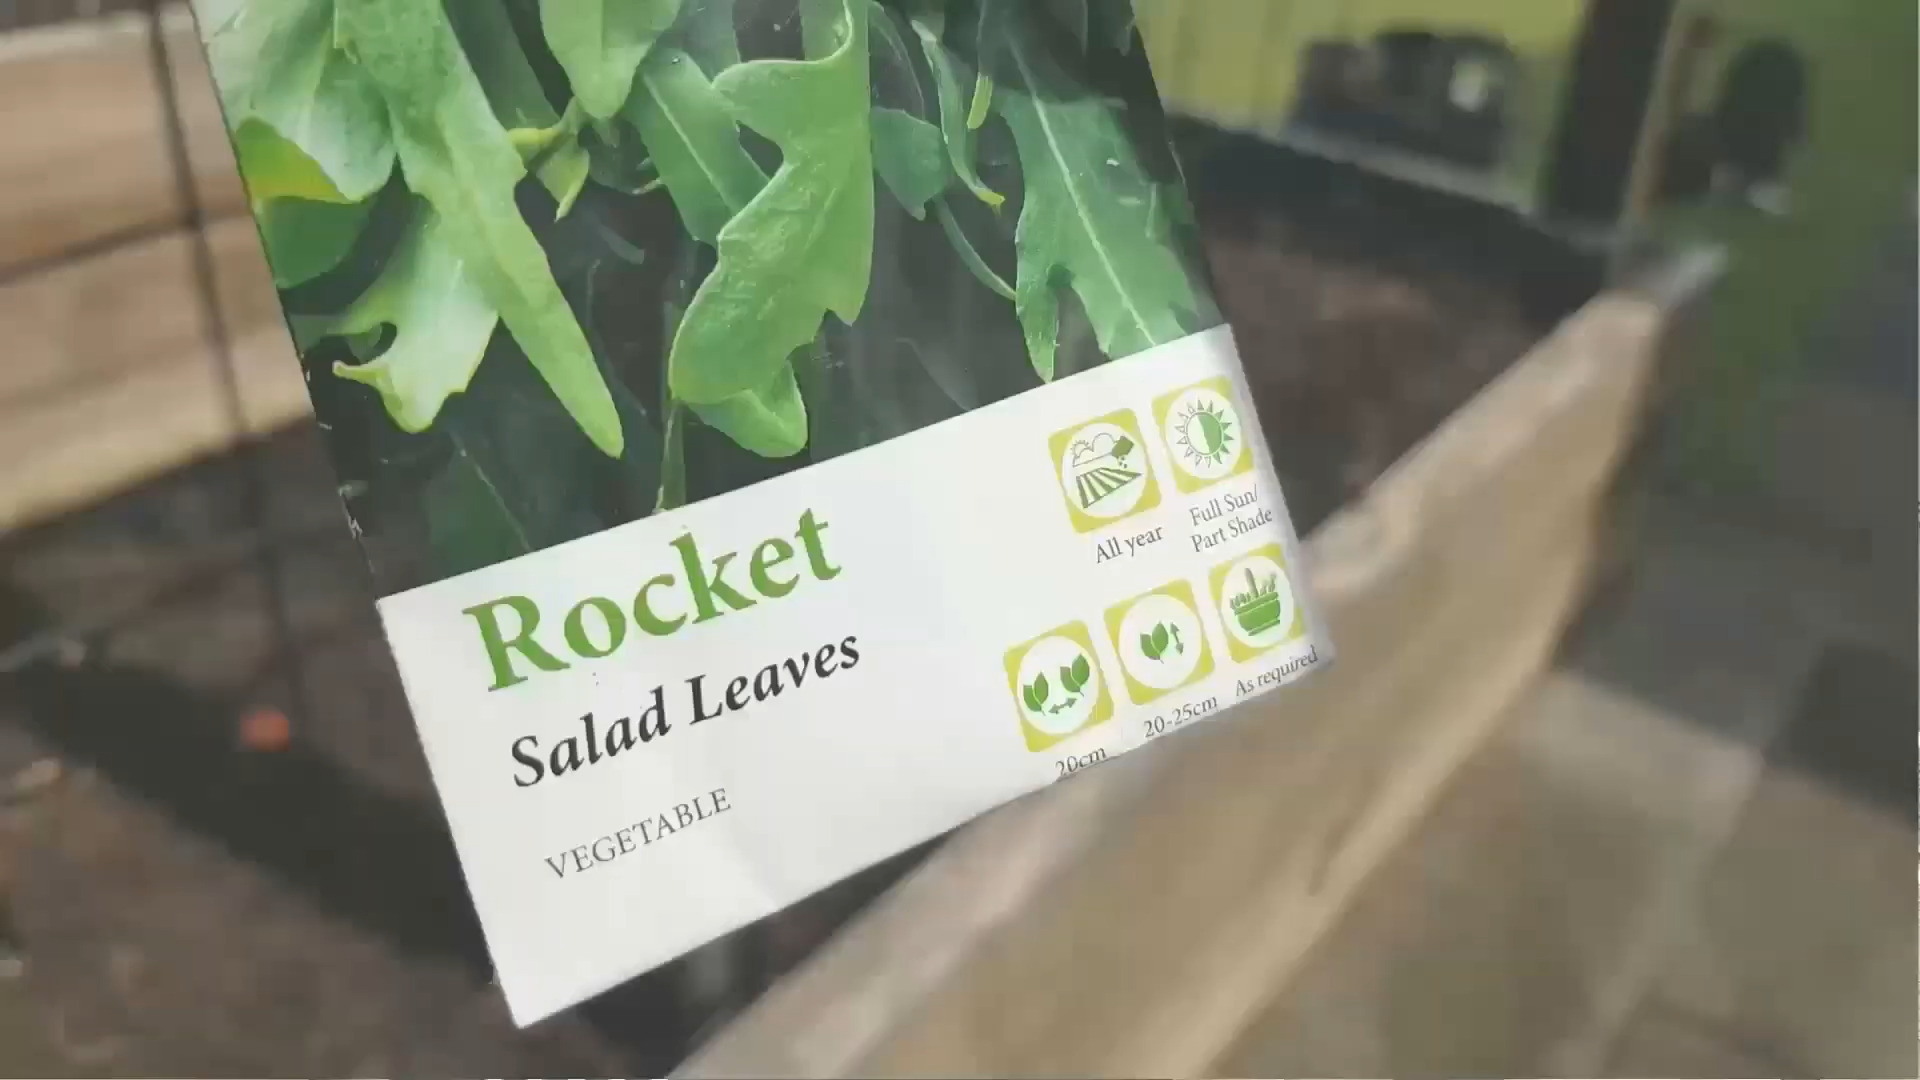 Rocket
Salad Leaves
VEGETABLE
All year
Full Sun/
Part Shade
20cm
20-25cm
As required